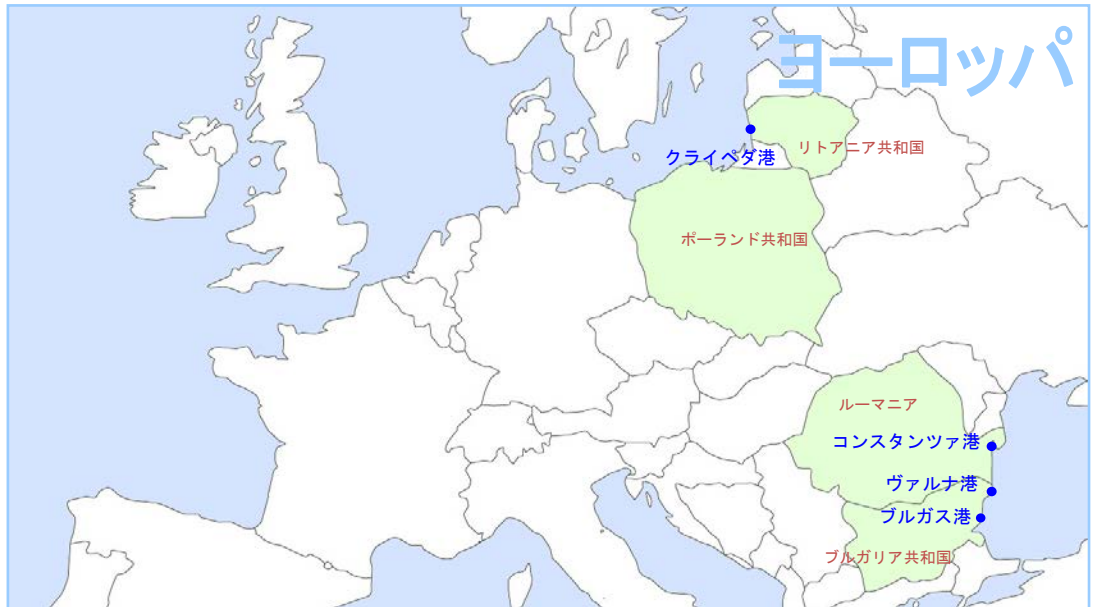 ヨーロッパ
リトアニア共和国
クライペダ港
ポーランド共和国
ルーマニア
コンスタンツァ港
ヴァルナ港
ブルガス港
ブルガリア共和国